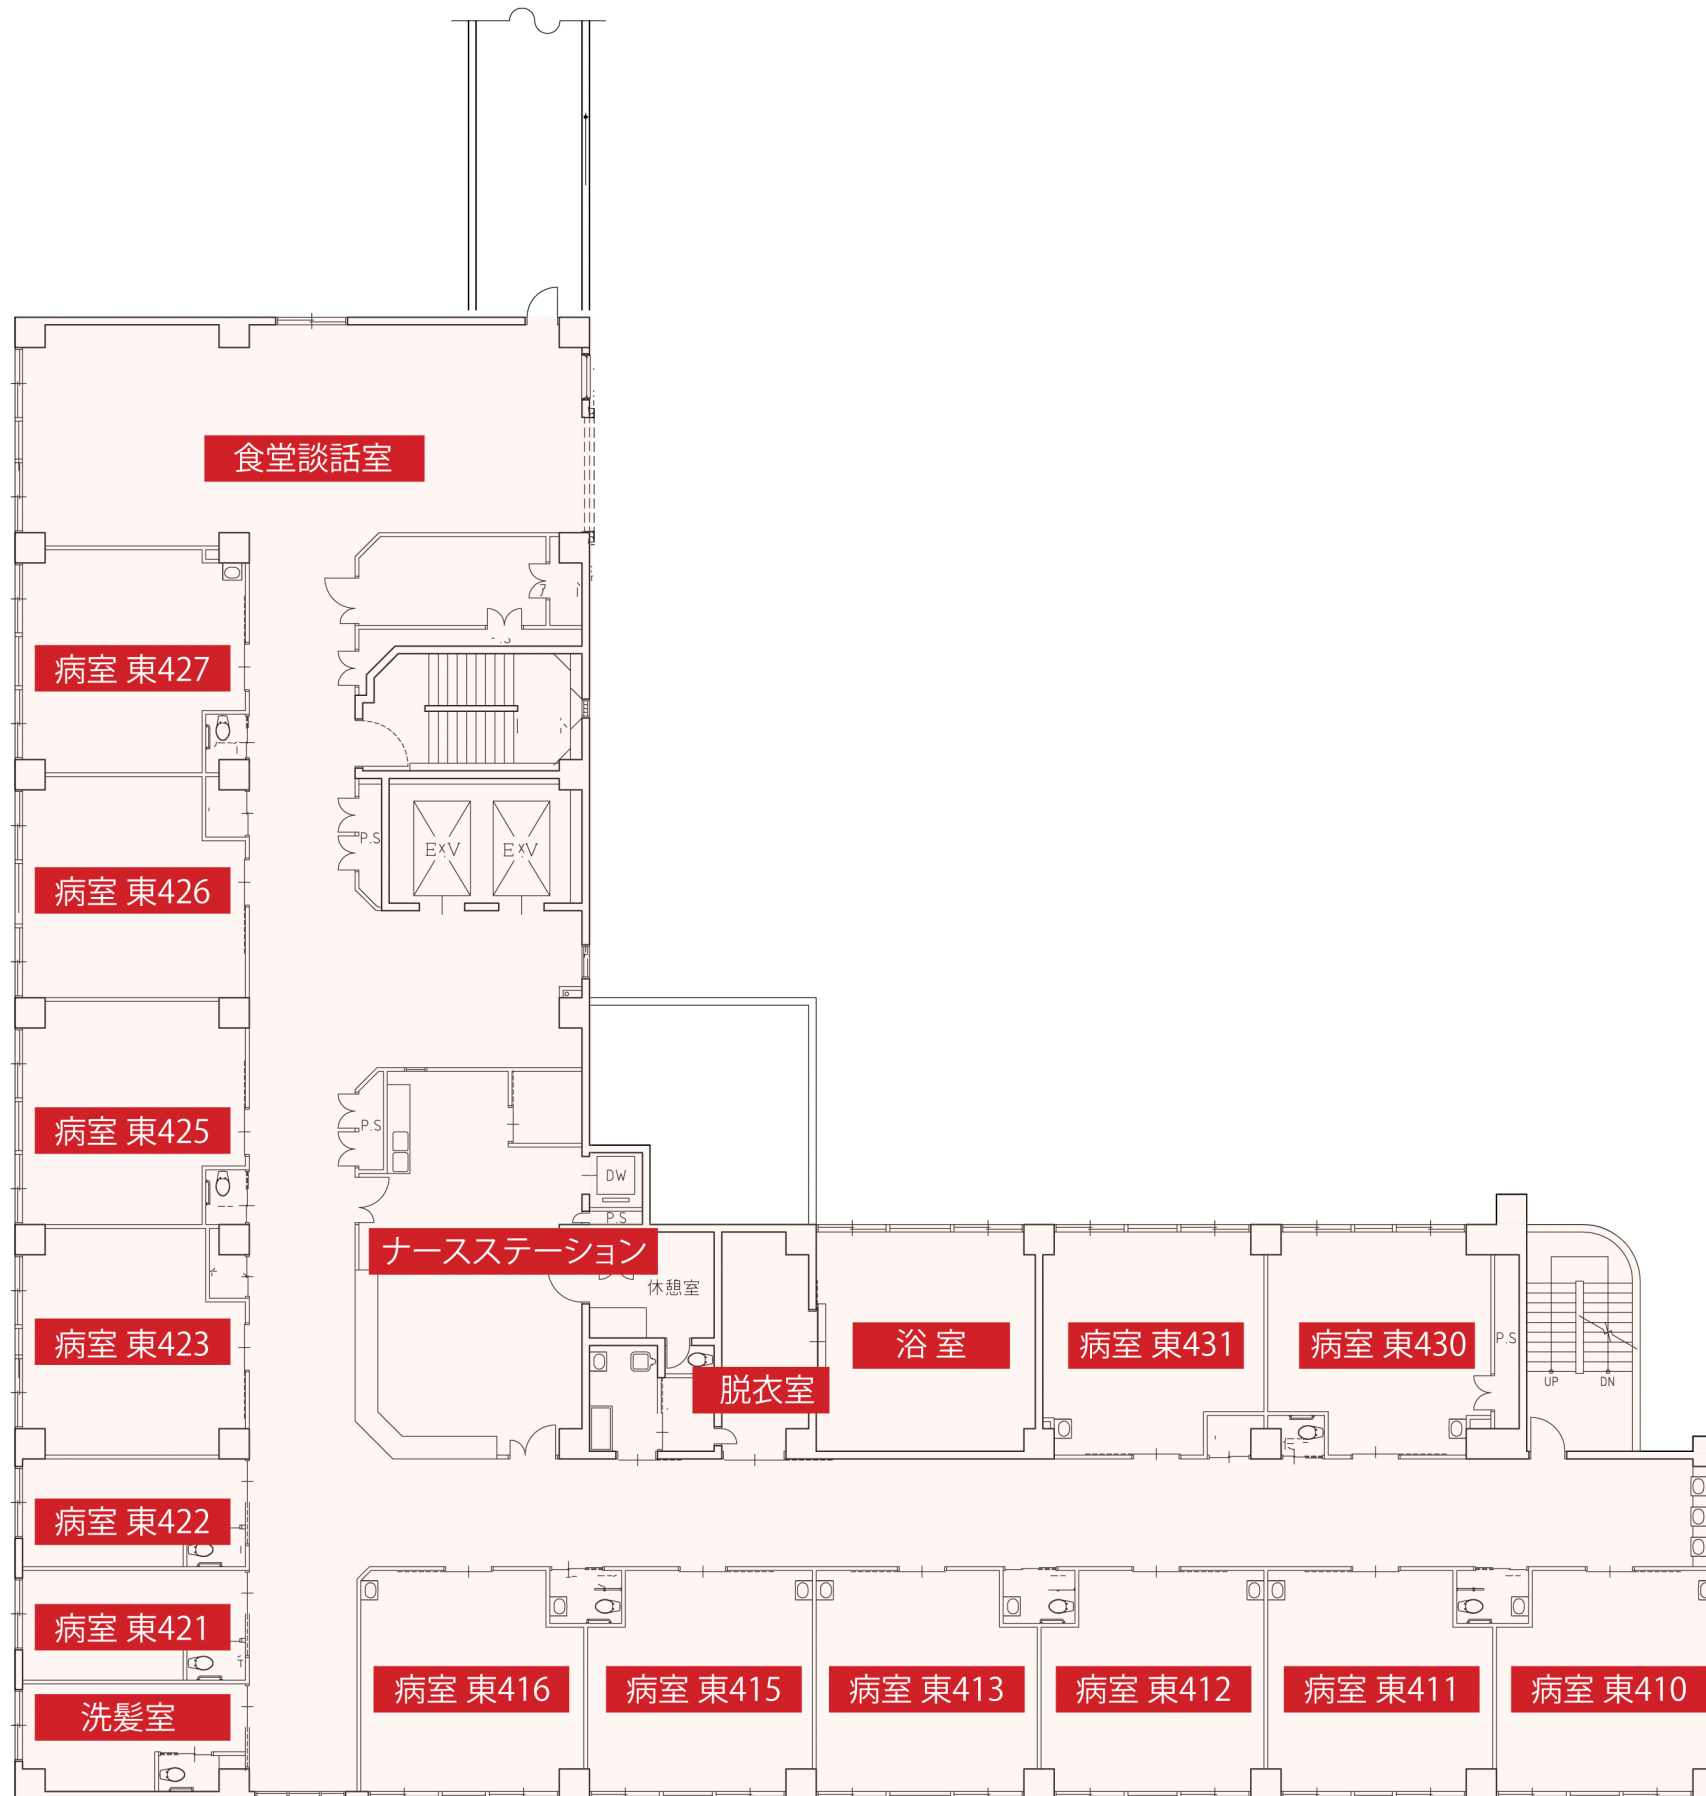 食堂談話室
病室 東427
P.S
EV
EV
病室 東426
病室 東425
P.S
DW
P.S
ナースステーション
休憩室
病室 東423
浴 室
病室 東431
病室 東430
P.S
UP
DN
脱衣室
病室 東422
病室 東421
病室 東416
病室 東415
病室 東413
病室 東412
病室 東411
病室 東410
洗髪室